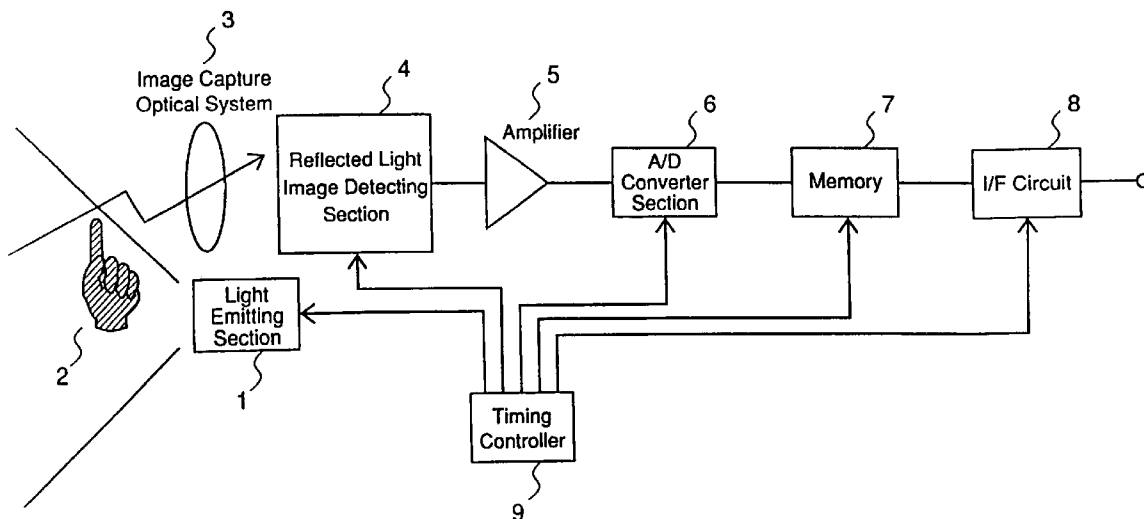 3
Image Capture
Optical System
4
Reflected Light
Image Detecting
Section
5
Amplifier
6
A/D
Converter
Section
7
Memory
8
I/F Circuit
2
Light
Emitting
Section
1
Timing
Controller
9